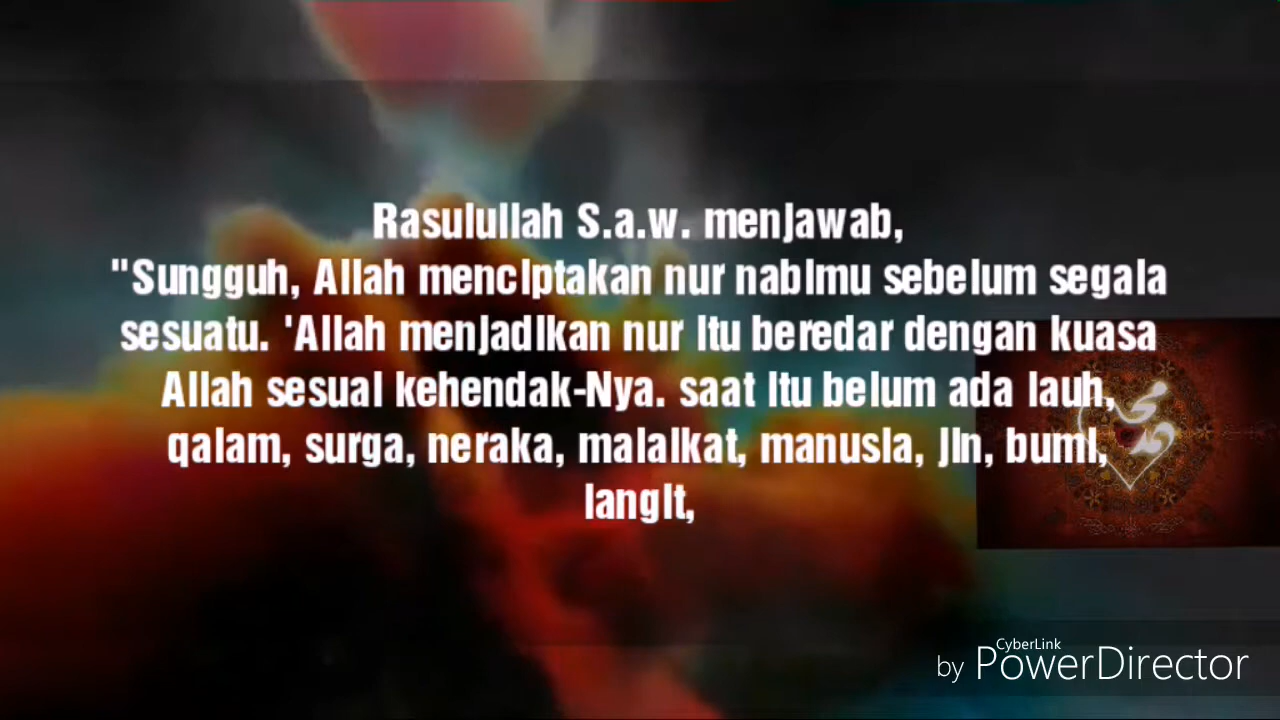 Rasulullah S.a.w. menjawab,
"Sungguh, Allah menciptakan nur nabimu sebelum segala
sesuatu. 'Allah menjadikan nur itu beredar dengan kuasa
Allah sesuai kehendak-Nya. saat itu belum ada lauh,
qalam, surga, neraka, malaikat, manusia, jin, bumi,
langit,
محمد
CyberLink
by PowerDirector